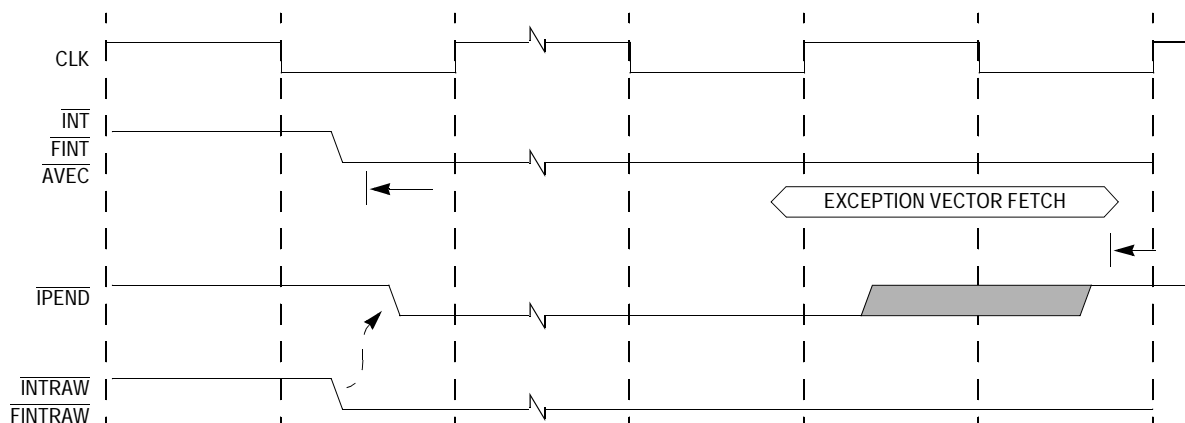 CLK
INT
FINT
AVEC
EXCEPTION VECTOR FETCH
IPEND
INTRAW
FINTRAW